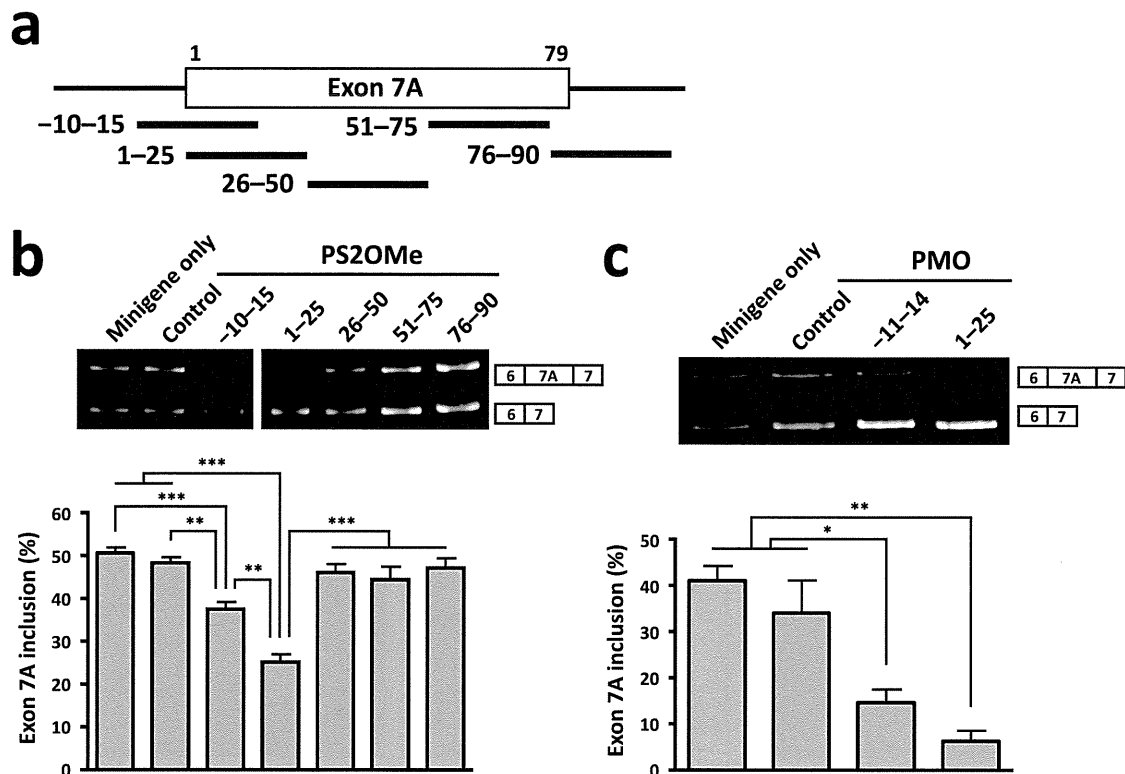 a
1 79
Exon 7A
–10–15
51–75
1–25
76–90
26–50
b
PS2OMe
Minigene only
Control
–10–15
1–25
26–50
51–75
76–90
6 7A 7
6 7
***
***
** ***
**
Exon 7A inclusion (%)
60
50
40
30
20
10
0
c
PMO
Minigene only
Control
–11–14
1–25
6 7A 7
6 7
**
*
Exon 7A inclusion (%)
50
40
30
20
10
0